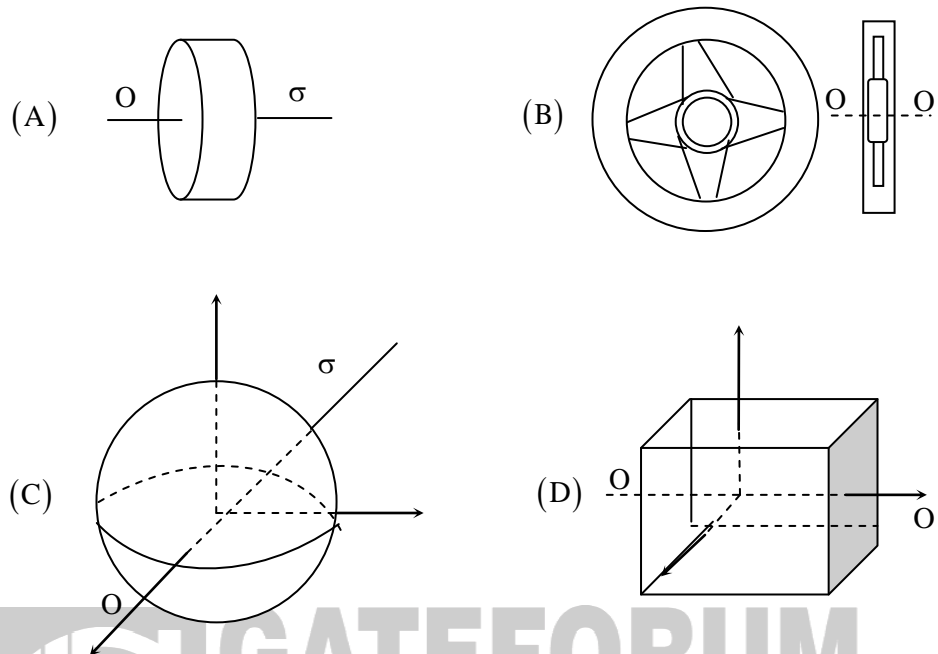 (A) O σ
(B) O O
(C) σ
O
(D) O
O
GATEFORUM